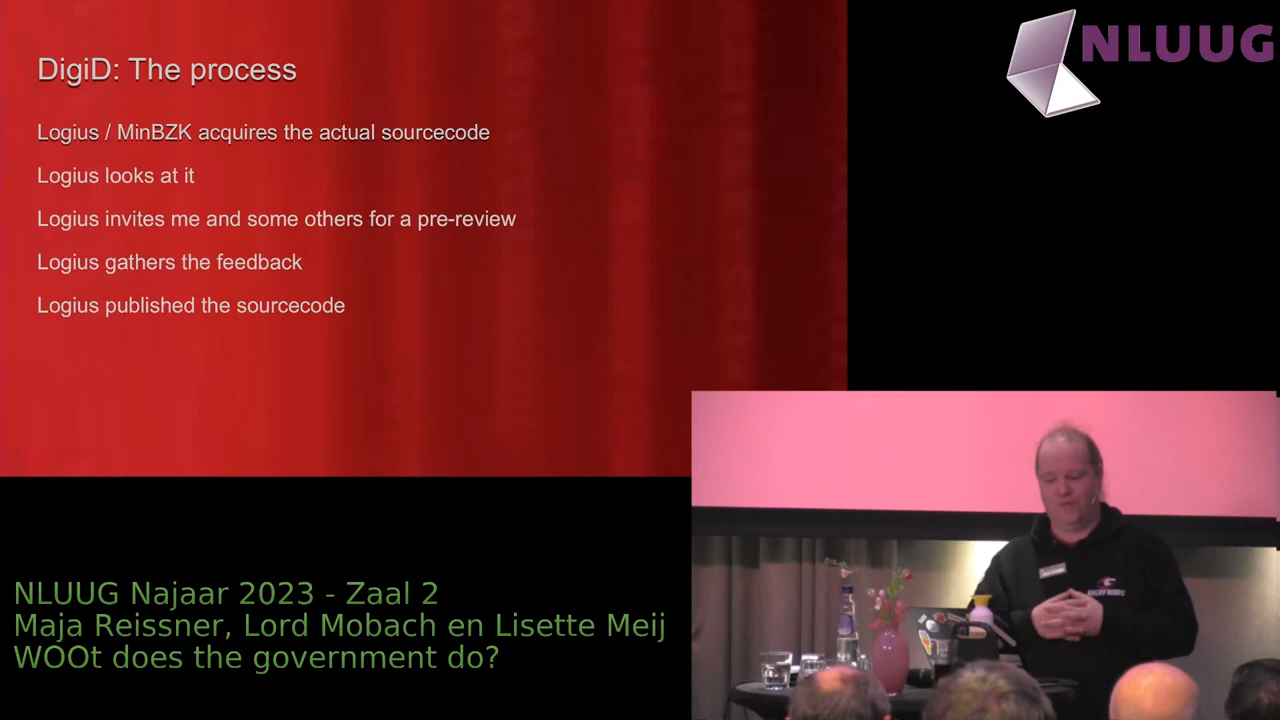 DigiD: The process
Logius / MinBZK acquires the actual sourcecode
Logius looks at it
Logius invites me and some others for a pre-review
Logius gathers the feedback
Logius published the sourcecode
NLUUG
NLUUG Najaar 2023 - Zaal 2
Maja Reissner, Lord Mobach en Lisette Meij
WOOt does the government do?